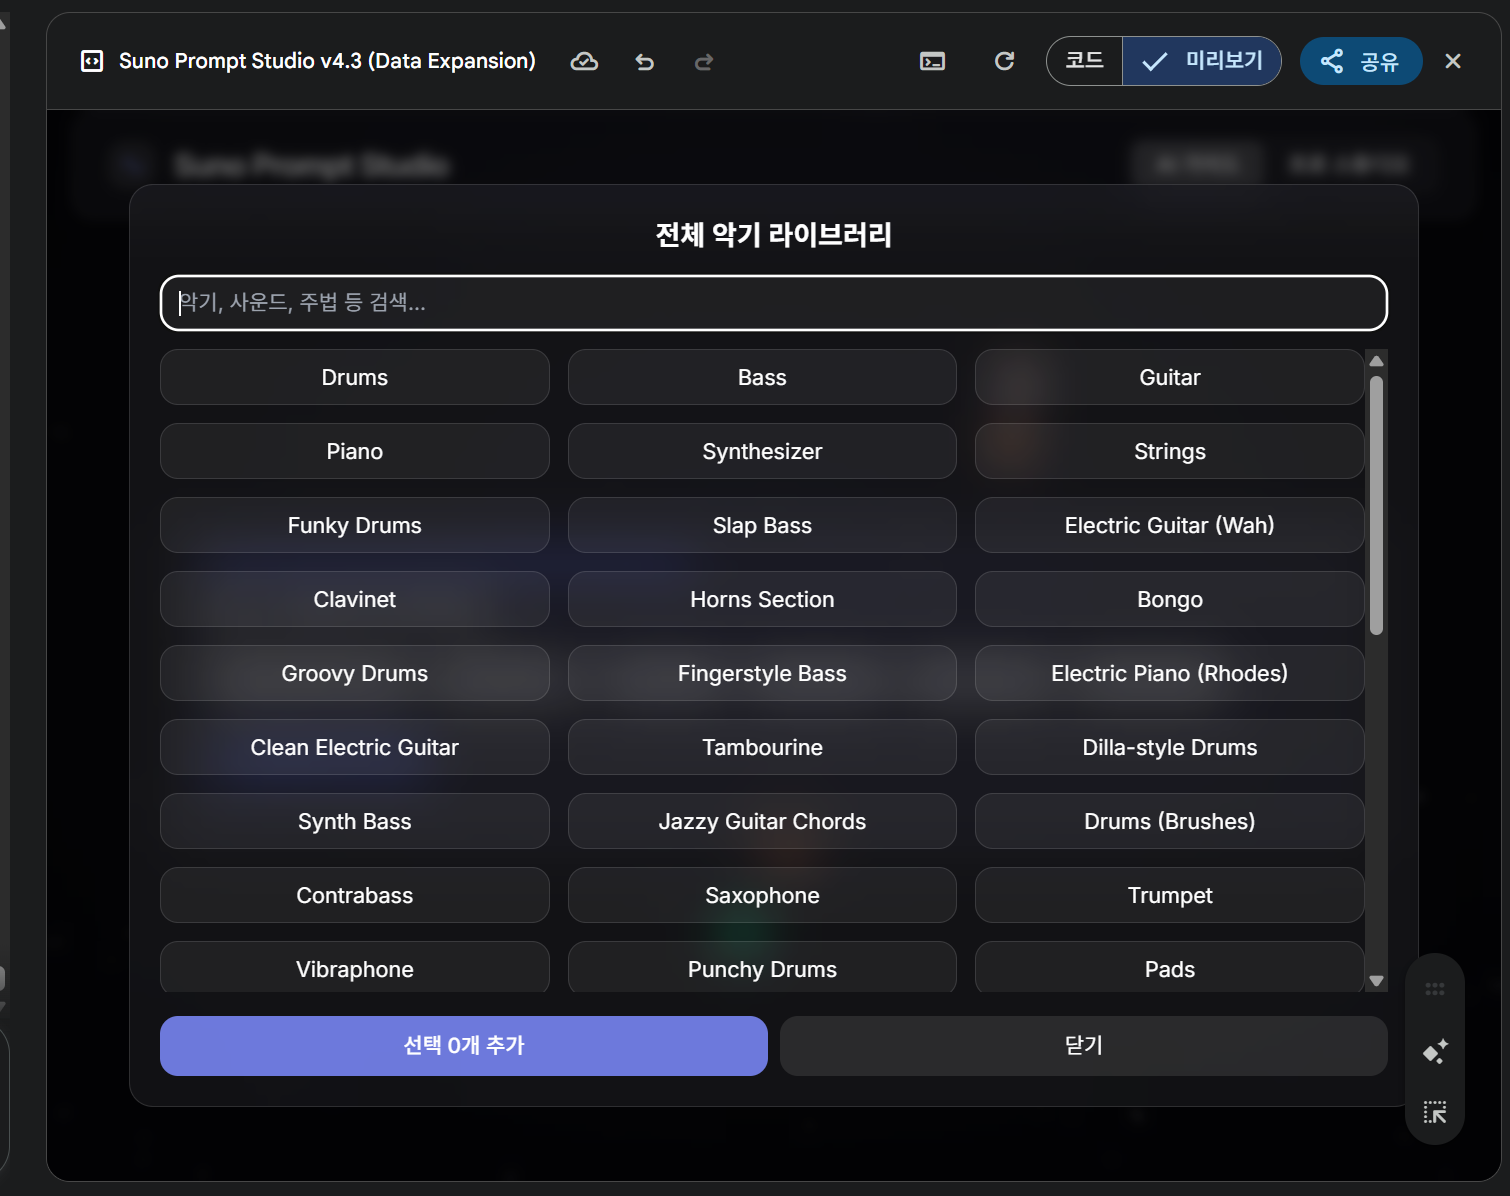 Suno Prompt Studio v4.3 (Data Expansion)
코드
미리보기
공유
Suno Prompt Studio
전체 악기 라이브러리
악기, 사운드, 주법 등 검색...
Drums
Bass
Guitar
Piano
Synthesizer
Strings
Funky Drums
Slap Bass
Electric Guitar (Wah)
Clavinet
Horns Section
Bongo
Groovy Drums
Fingerstyle Bass
Electric Piano (Rhodes)
Clean Electric Guitar
Tambourine
Dilla-style Drums
Synth Bass
Jazzy Guitar Chords
Drums (Brushes)
Contrabass
Saxophone
Trumpet
Vibraphone
Punchy Drums
Pads
선택 0개 추가
닫기